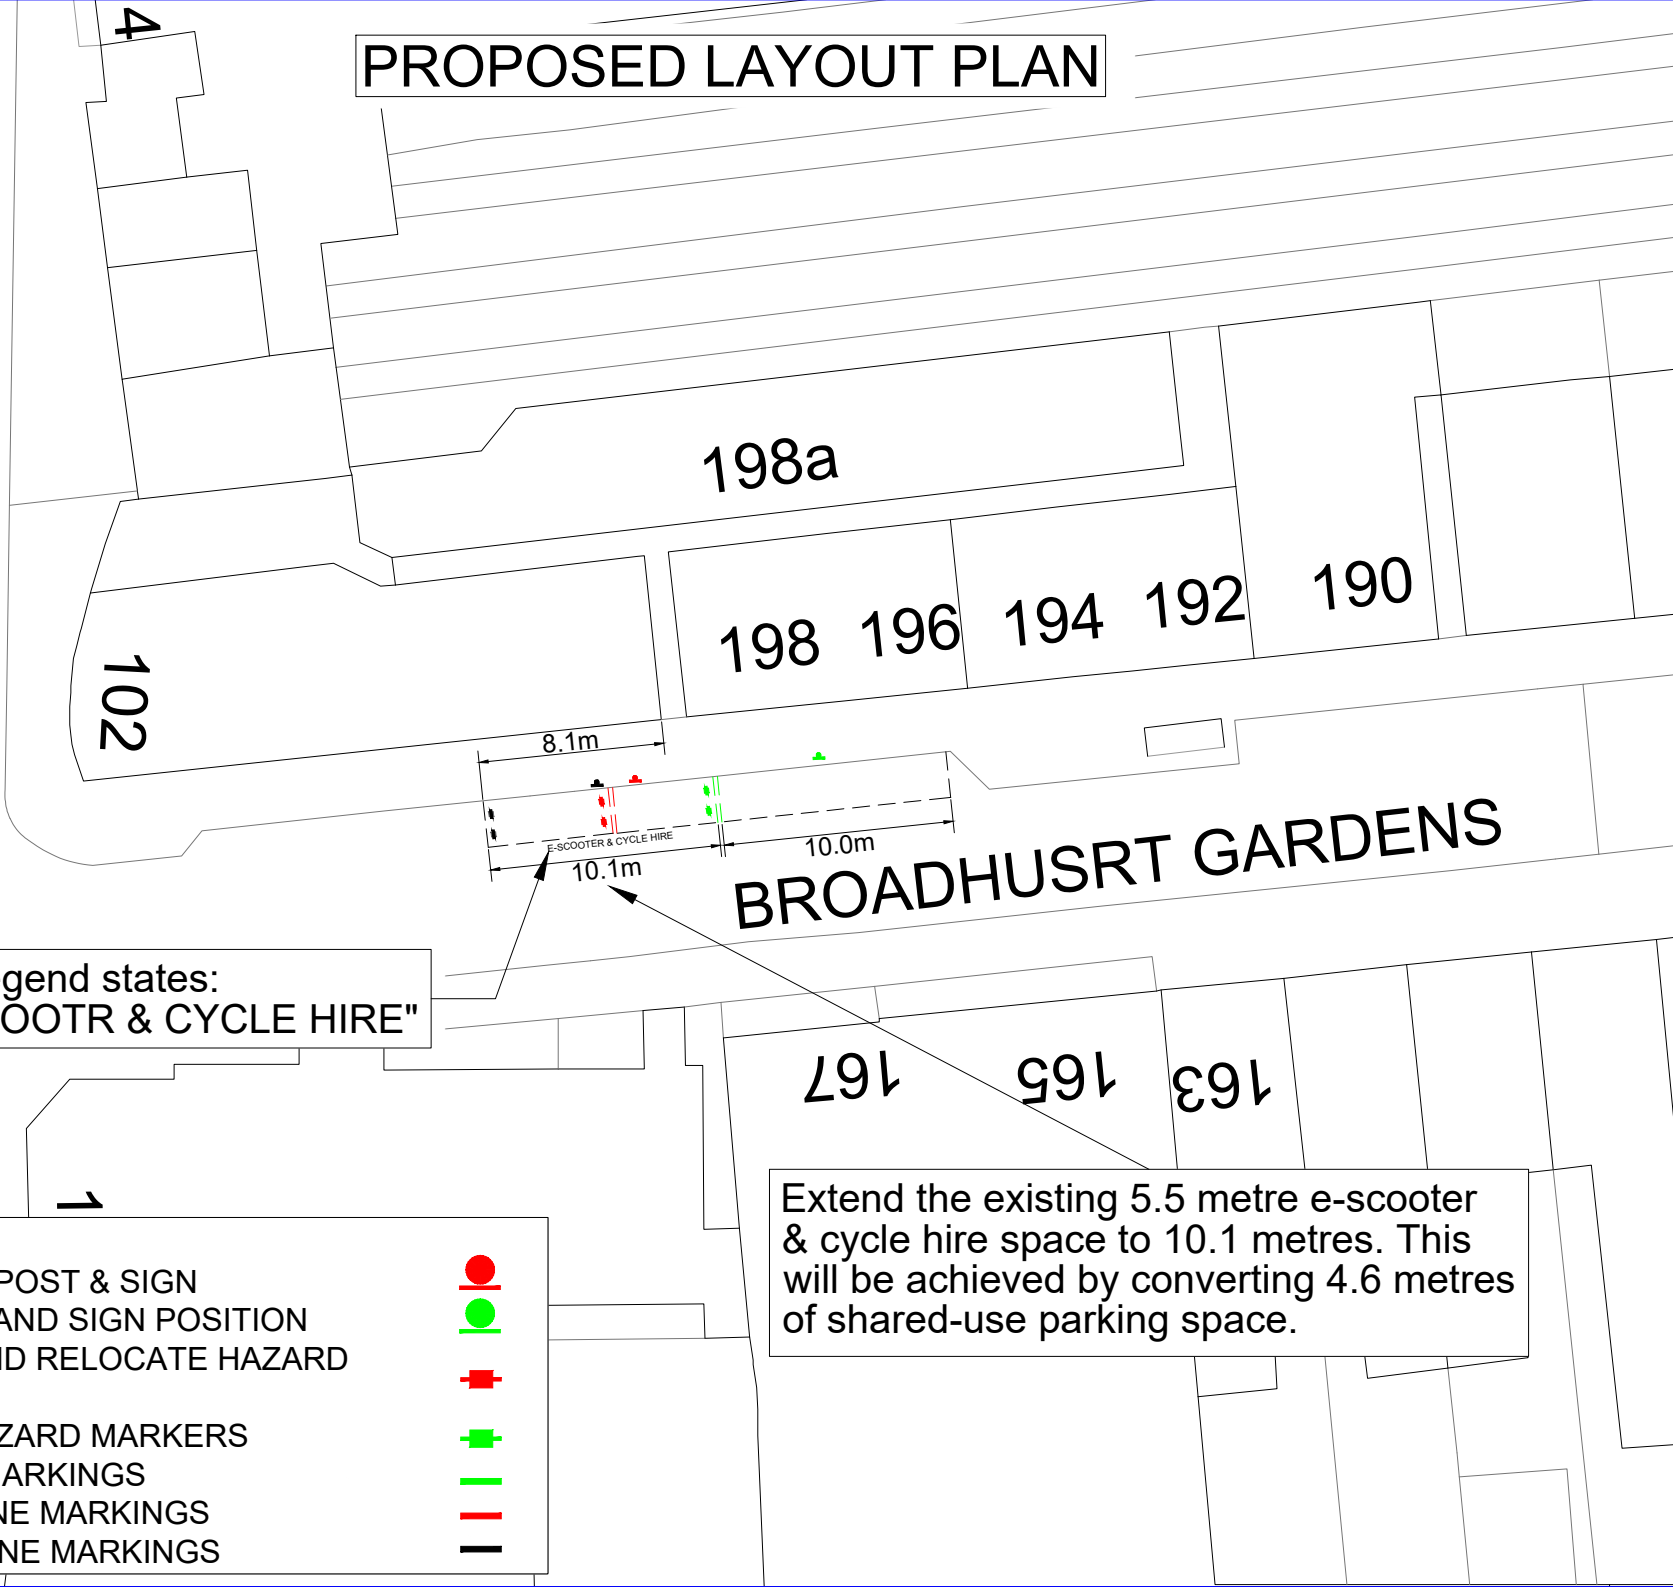 4
PROPOSED LAYOUT PLAN
198a
190
192
194
196
198
102
8.1m
E-SCOOTER & CYCLE HIRE
10.1m
10.0m
BROADHUSRT GARDENS
gend states:
OOTR & CYCLE HIRE"
167
165
163
1
Extend the existing 5.5 metre e-scooter
& cycle hire space to 10.1 metres. This
will be achieved by converting 4.6 metres
of shared-use parking space.
POST & SIGN
AND SIGN POSITION
ND RELOCATE HAZARD
ZARD MARKERS
ARKINGS
NE MARKINGS
NE MARKINGS